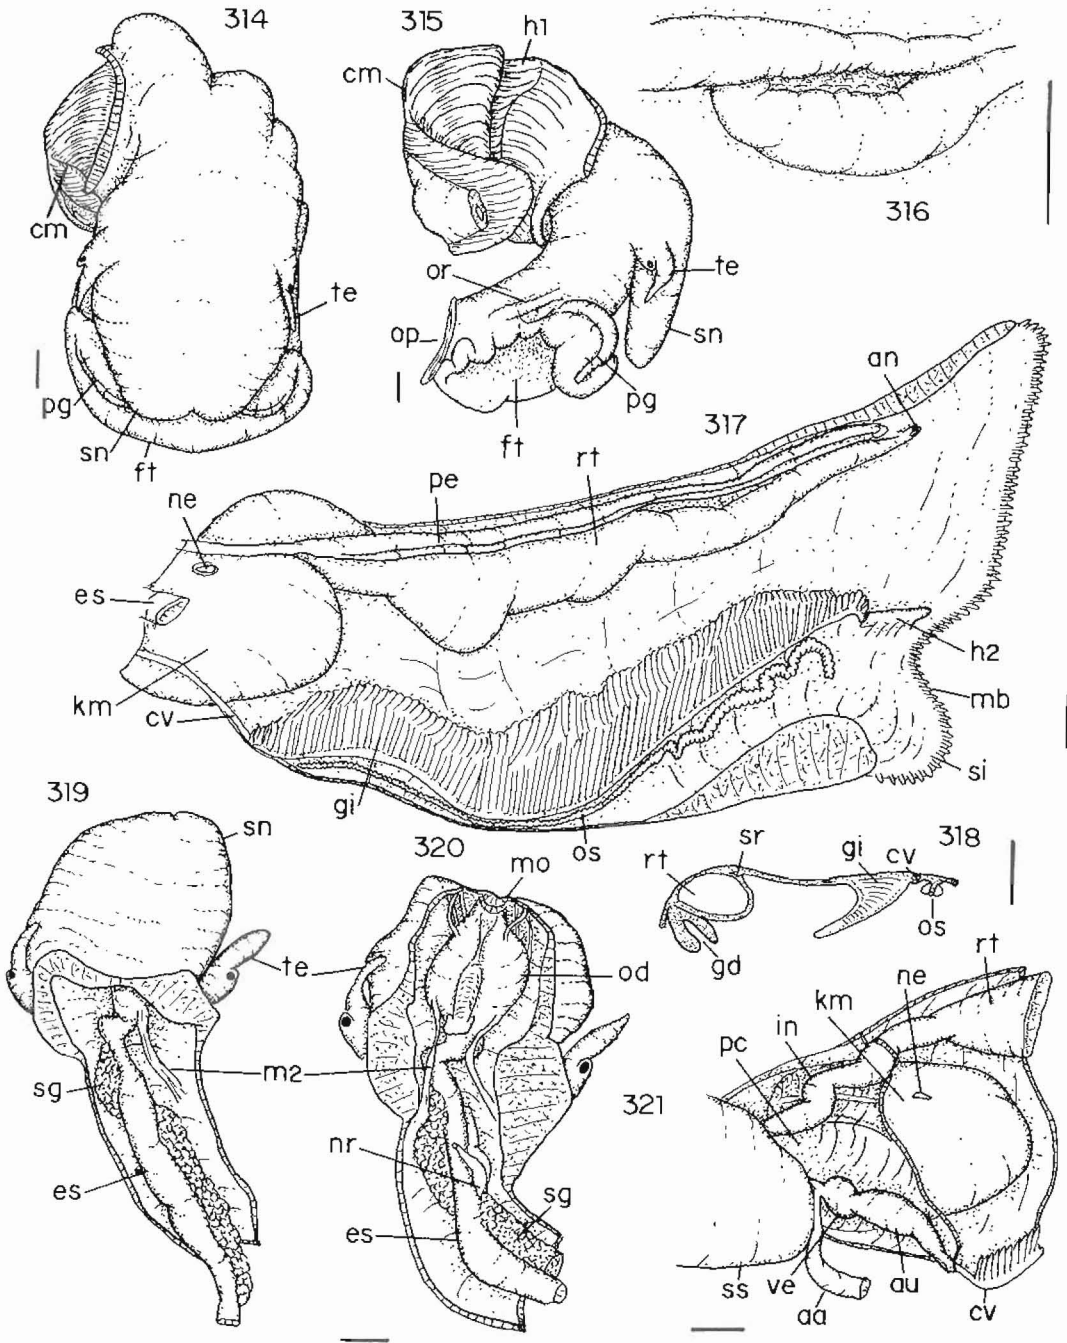 314
315
h1
cm
cm
316
te
or
te
op
sn
an
pg
pg
317
sn
ft
ft
rt
pe
ne
es
h2
km
cv
mb
si
319
sn
gi
os
320
mo
318
rt
sr
gi
cv
os
gd
te
od
rt
ne
km
in
pc
m2
sg
321
nr
sg
es
es
ss
ve
au
aa
cv